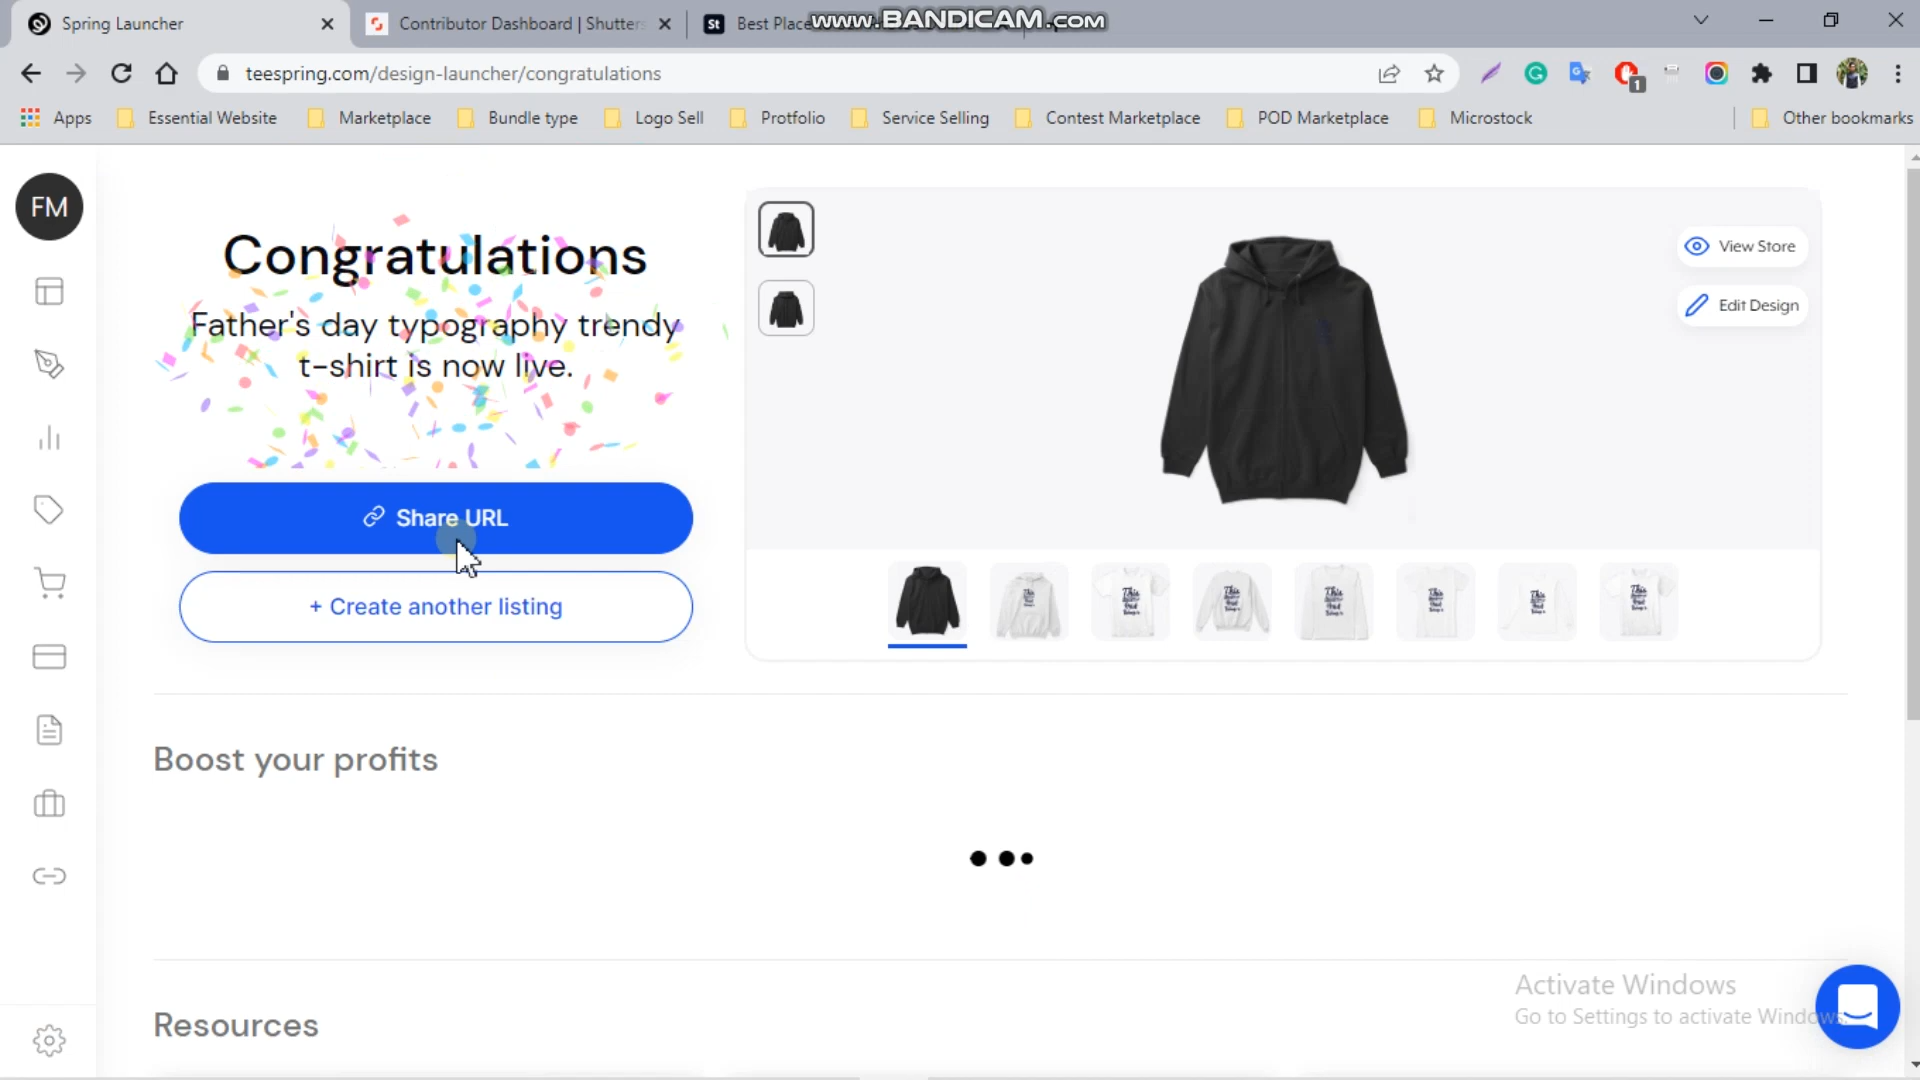 Spring Launcher
Contributor Dashboard | Shutters
St
Best Place
www.BANDICAM.com
teespring.com/design-launcher/congratulations
1
Apps
Essential Website
Marketplace
Bundle type
Logo Sell
Protfolio
Service Selling
Contest Marketplace
POD Marketplace
Microstock
Other bookmarks
FM
Congratulations
Father's day typography trendy
t-shirt is now live.
Share URL
+ Create another listing
View Store
Edit Design
Boost your profits
Resources
Activate Windows
Go to Settings to activate Windows.